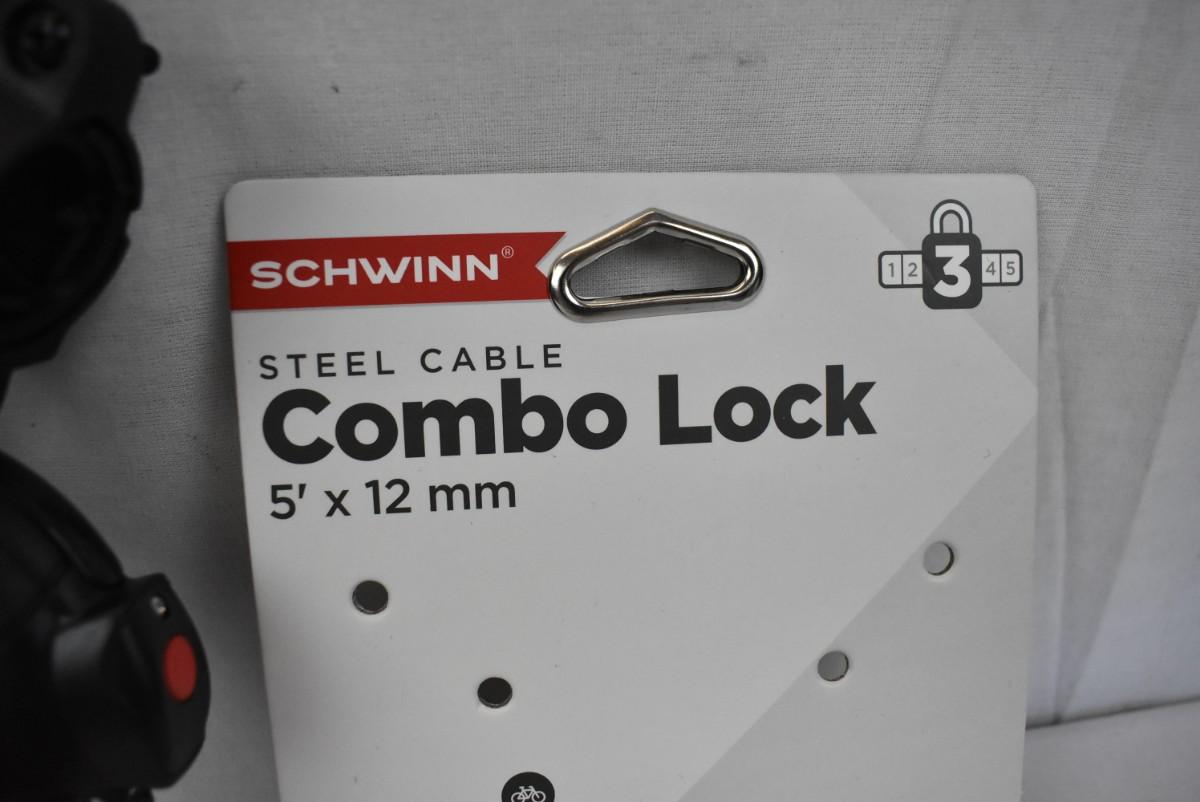 SCHWINN®
1 2 3 4 5
STEEL CABLE
Combo Lock
5' x 12 mm